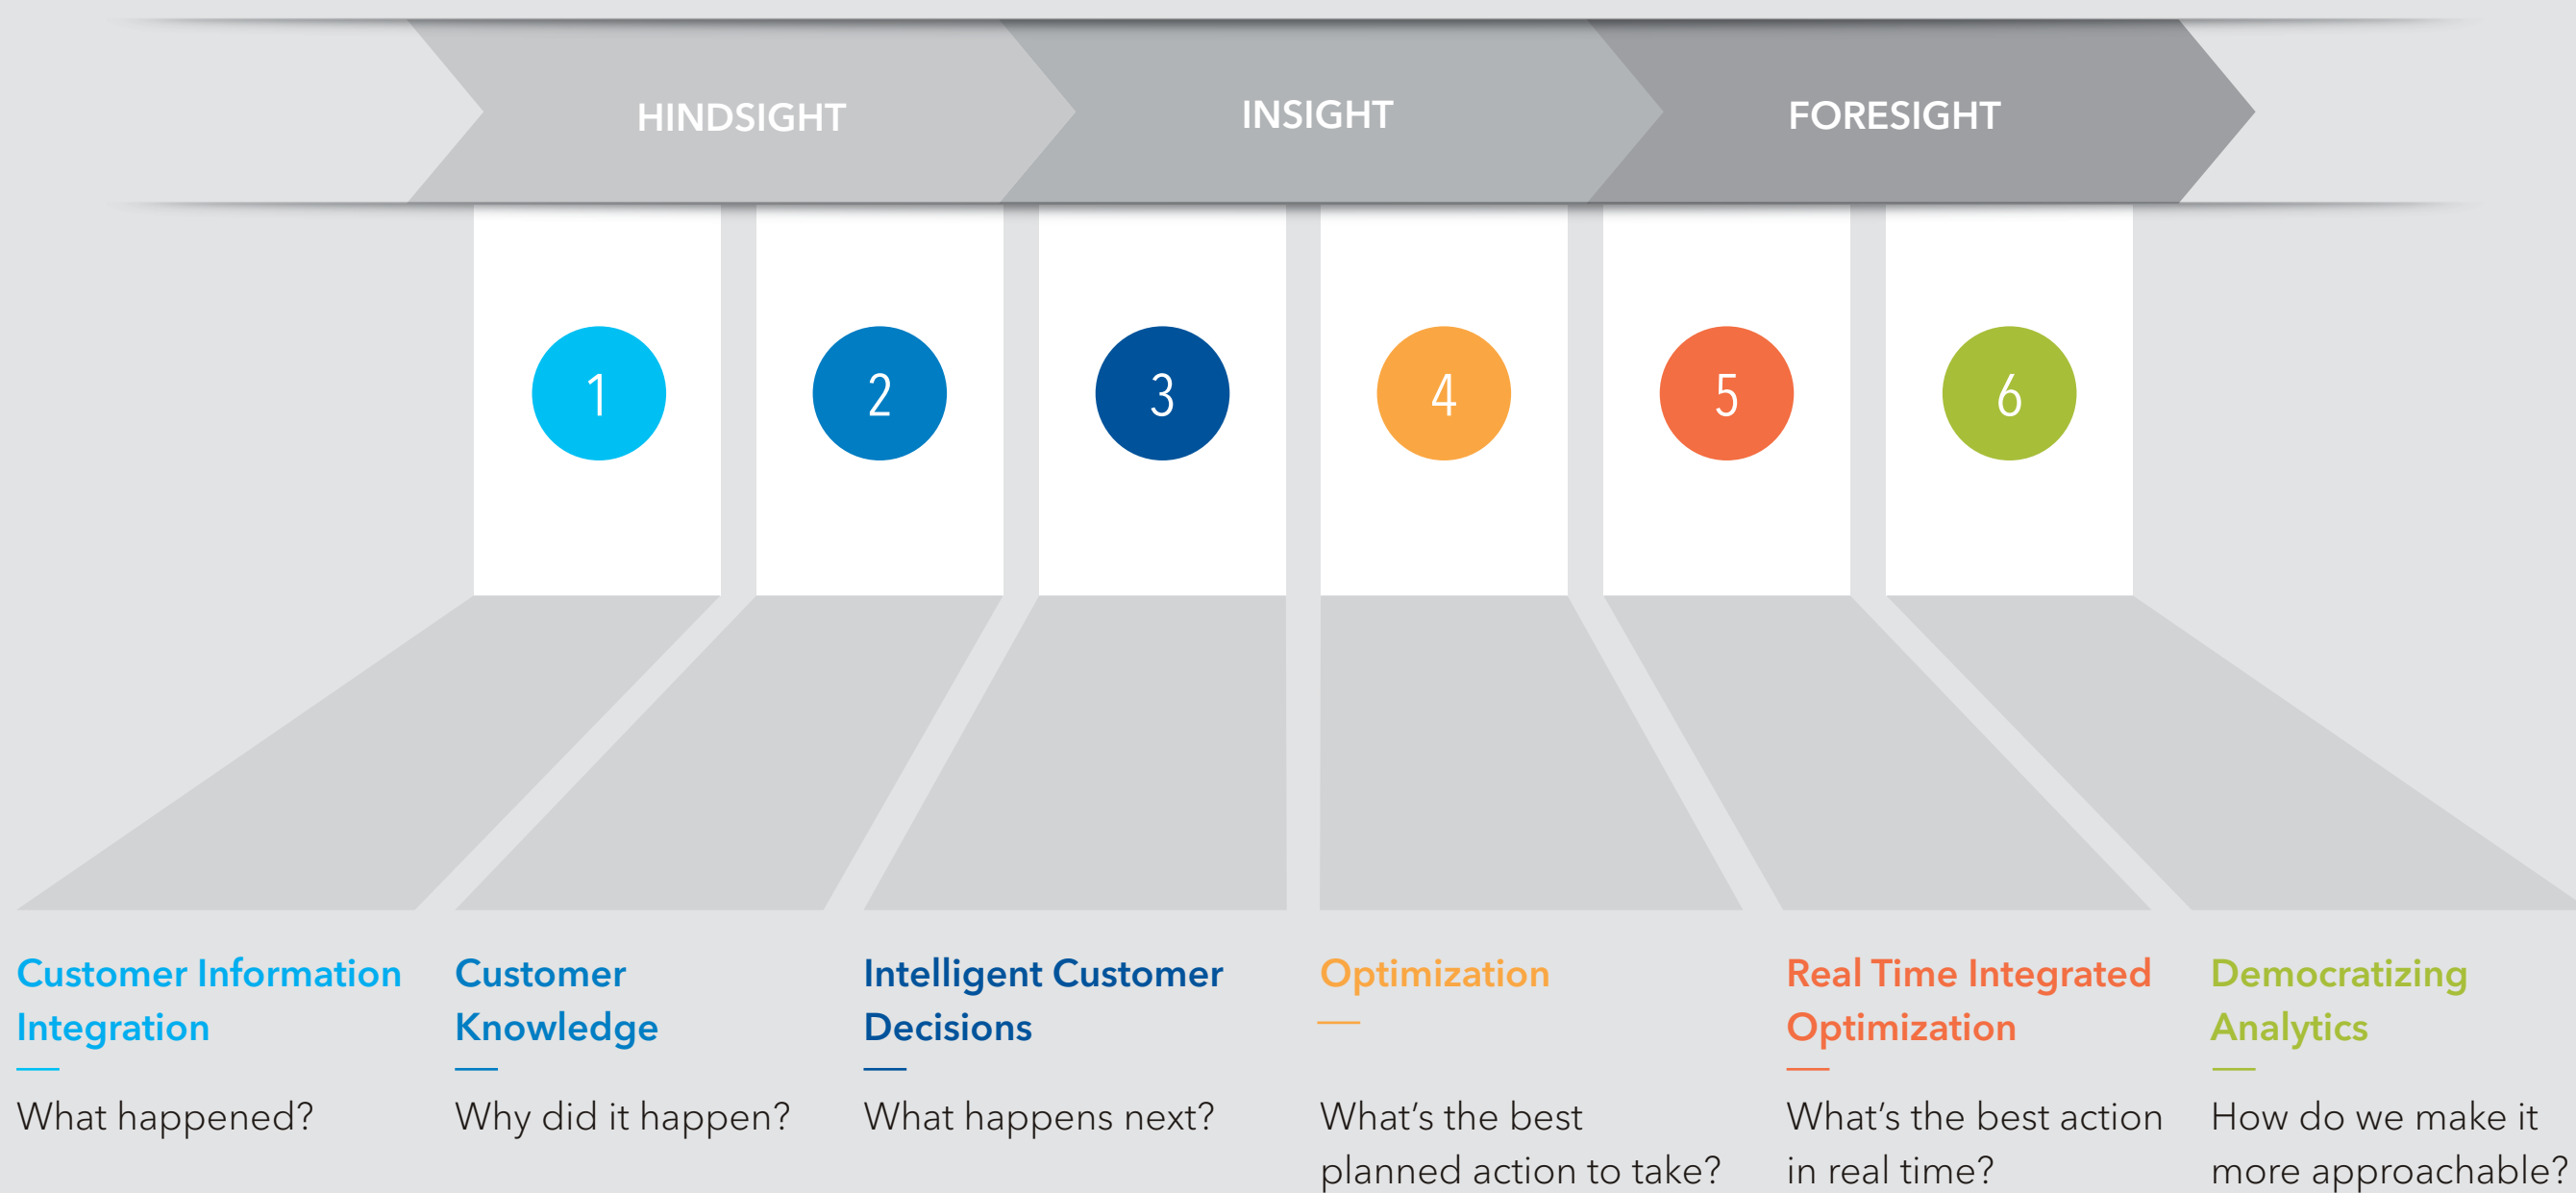 HINDSIGHT
INSIGHT
FORESIGHT
1
2
3
4
5
6
Customer Information
Integration
What happened?
Customer
Knowledge
Why did it happen?
Intelligent Customer
Decisions
What happens next?
Optimization
What’s the best
planned action to take?
Real Time Integrated
Optimization
What’s the best action
in real time?
Democratizing
Analytics
How do we make it
more approachable?